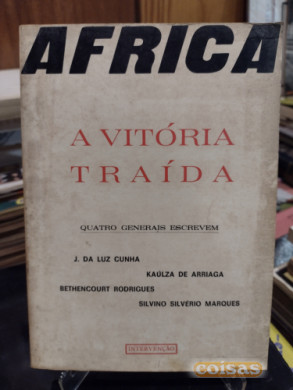 AFRICA
A VITÓRIA
TRAÍDA
QUATRO GENERAIS ESCREVEM
J. DA LUZ CUNHA
KAÚLZA DE ARRIAGA
BETHENCOURT RODRIGUES
SILVINO SILVÉRIO MARQUES
INTERVENÇÃO
coisas